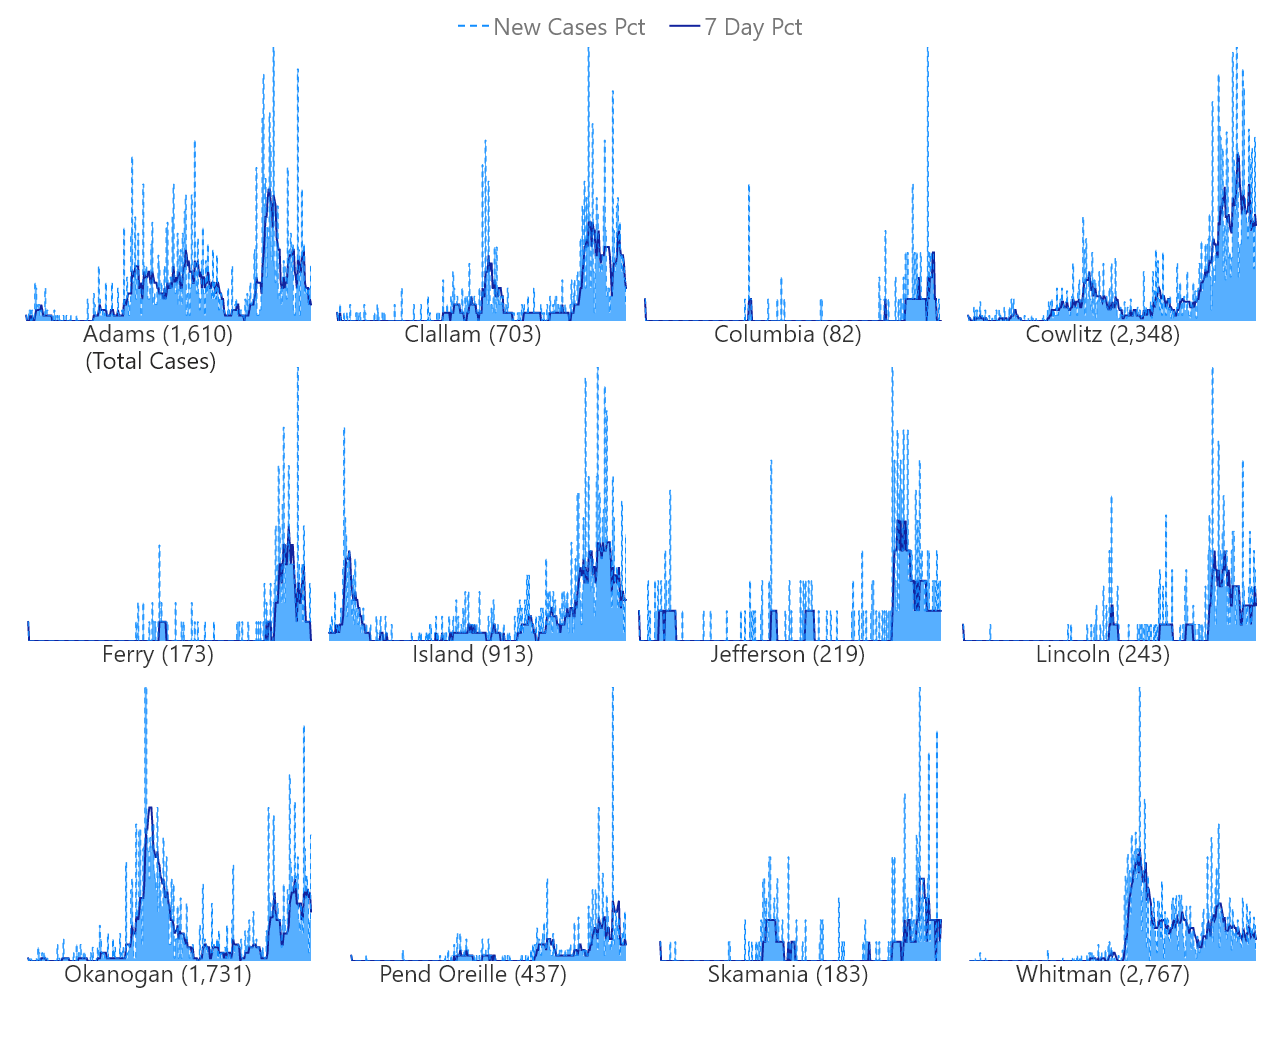 New Cases Pct 7 Day Pct
Adams (1,610) Clallam (703) Columbia (82) Cowlitz (2,348)
(Total Cases)
Ferry (173) Island (913) Jefferson (219) Lincoln (243)
Okanogan (1,731) Pend Oreille (437) Skamania (183) Whitman (2,767)